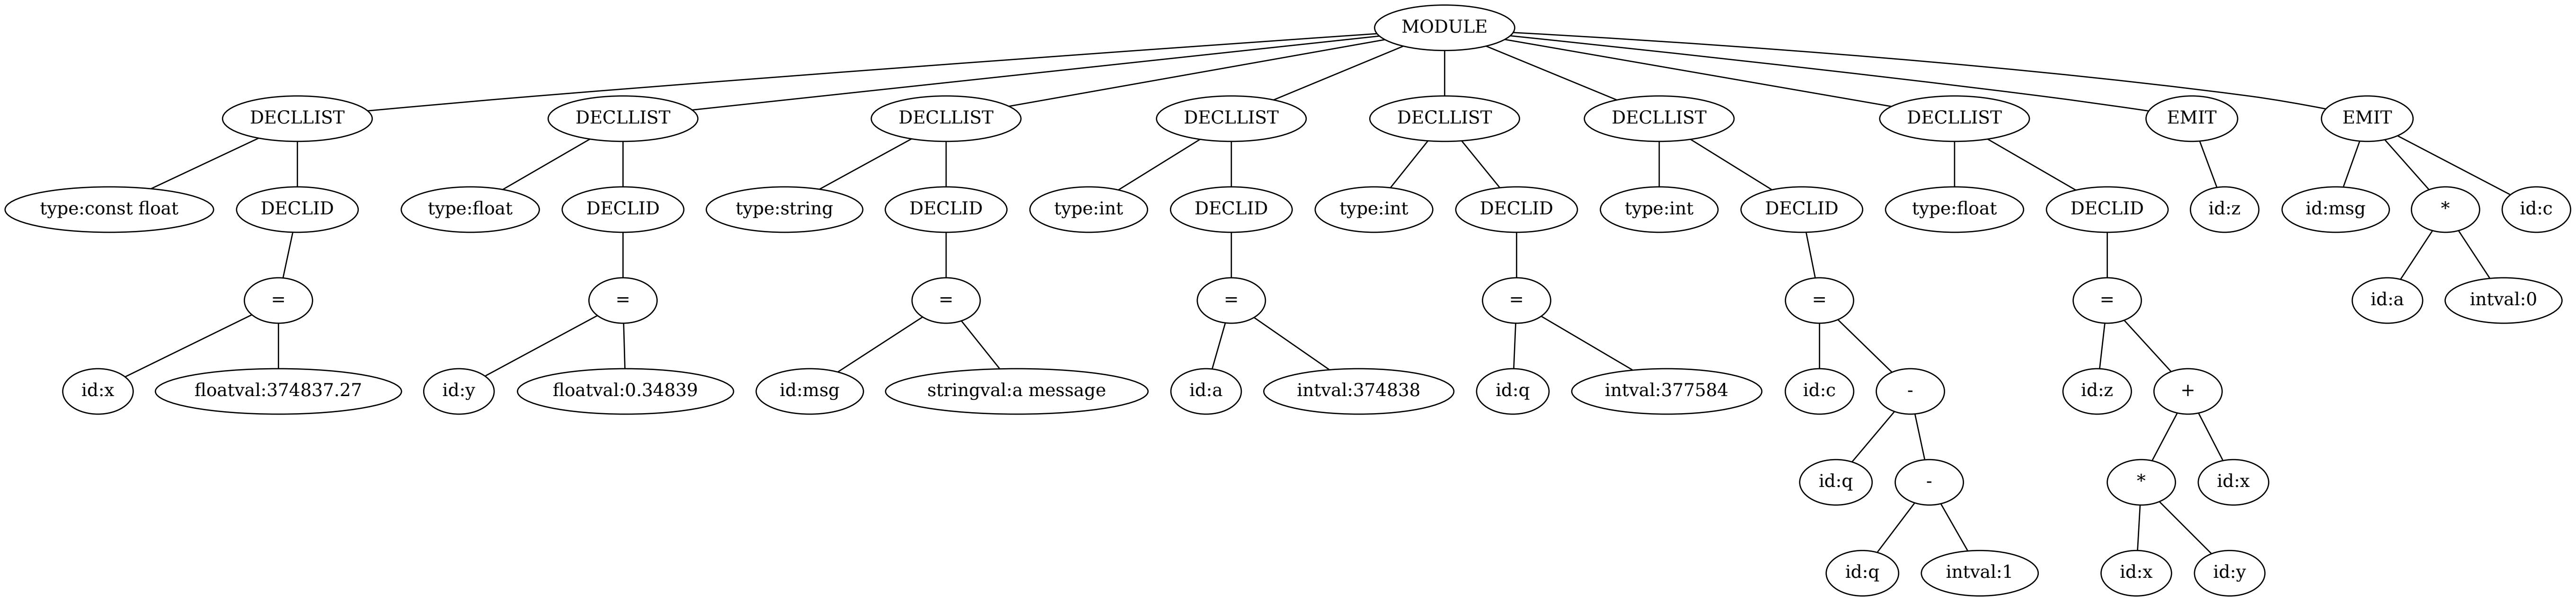 MODULE
DECLLIST DECLLIST DECLLIST DECLLIST DECLLIST DECLLIST DECLLIST EMIT EMIT
type:const float DECLID type:float DECLID type:string DECLID type:int DECLID type:int DECLID type:int DECLID type:float DECLID id:z id:msg * id:c
= = = = = = = id:a intval:0
id:x floatval:374837.27 id:y floatval:0.34839 id:msg stringval:a message id:a intval:374838 id:q intval:377584 id:c - id:z +
id:q - * id:x
id:q intval:1 id:x id:y